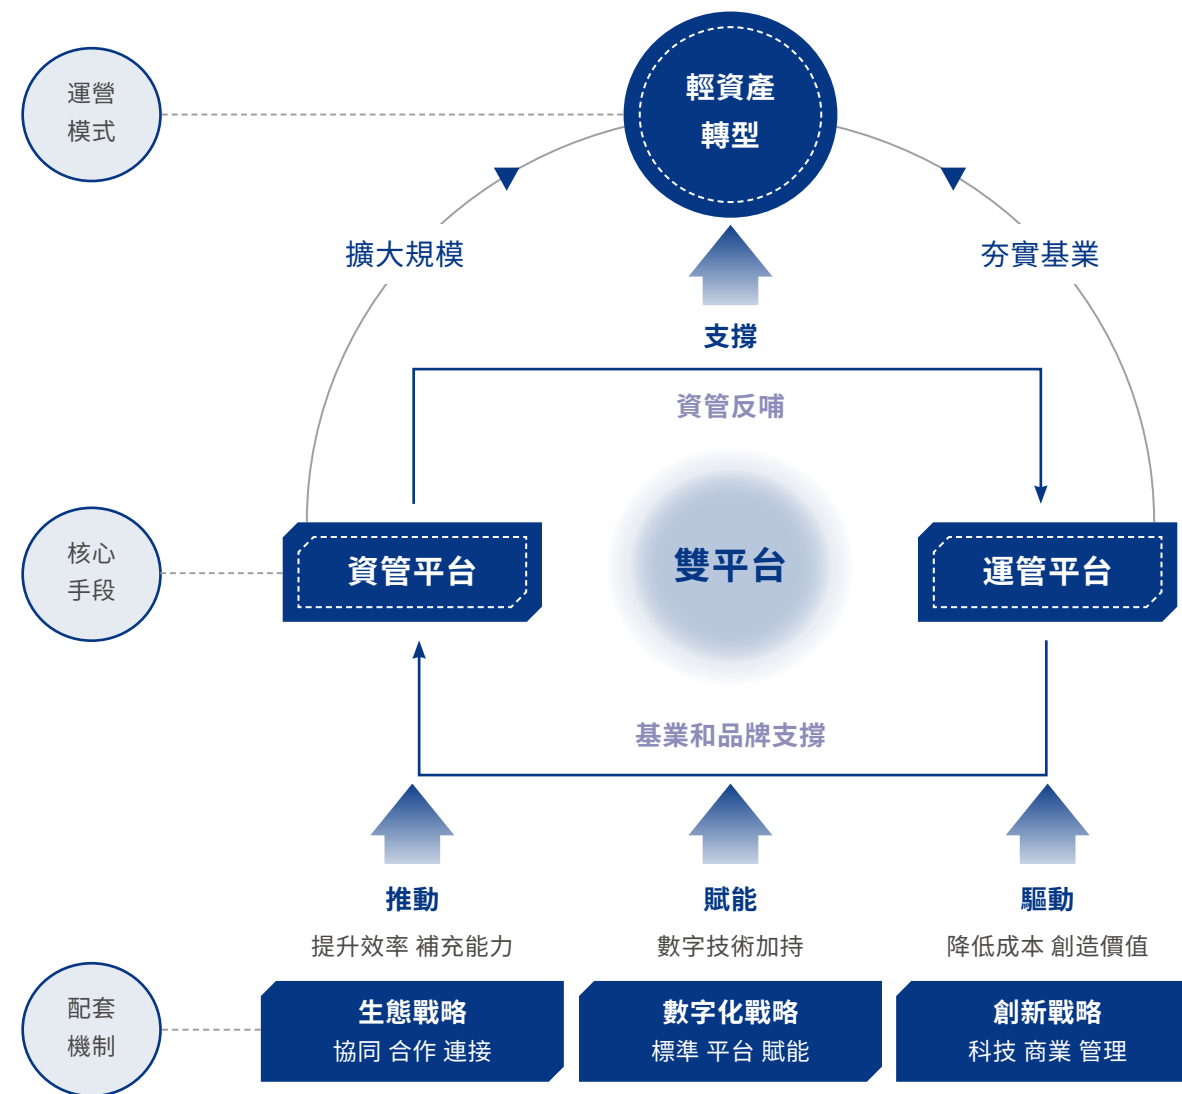 運營
模式
輕資產
轉型
擴大規模
夯實基業
支撐
資管反哺
核心
手段
資管平台
雙平台
運管平台
基業和品牌支撐
推動
賦能
驅動
提升效率 補充能力
數字技術加持
降低成本 創造價值
配套
機制
生態戰略
協同 合作 連接
數字化戰略
標準 平台 賦能
創新戰略
科技 商業 管理